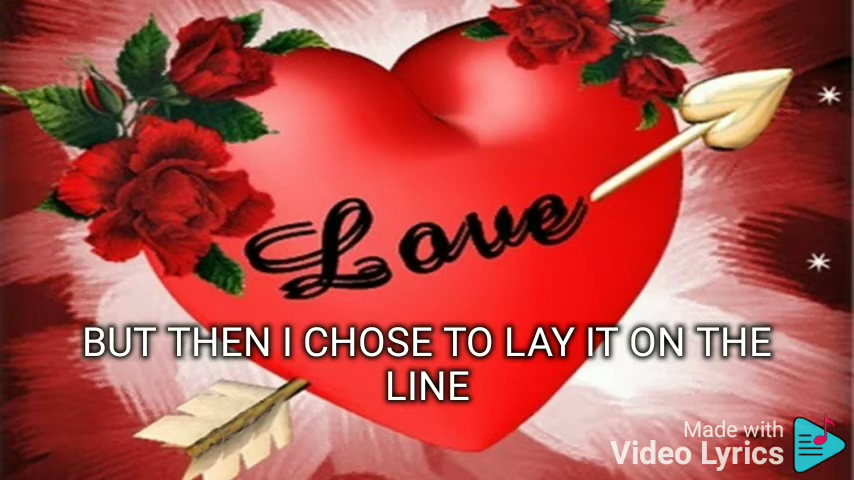 Love
BUT THEN I CHOSE TO LAY IT ON THE
LINE
Made with
Video Lyrics